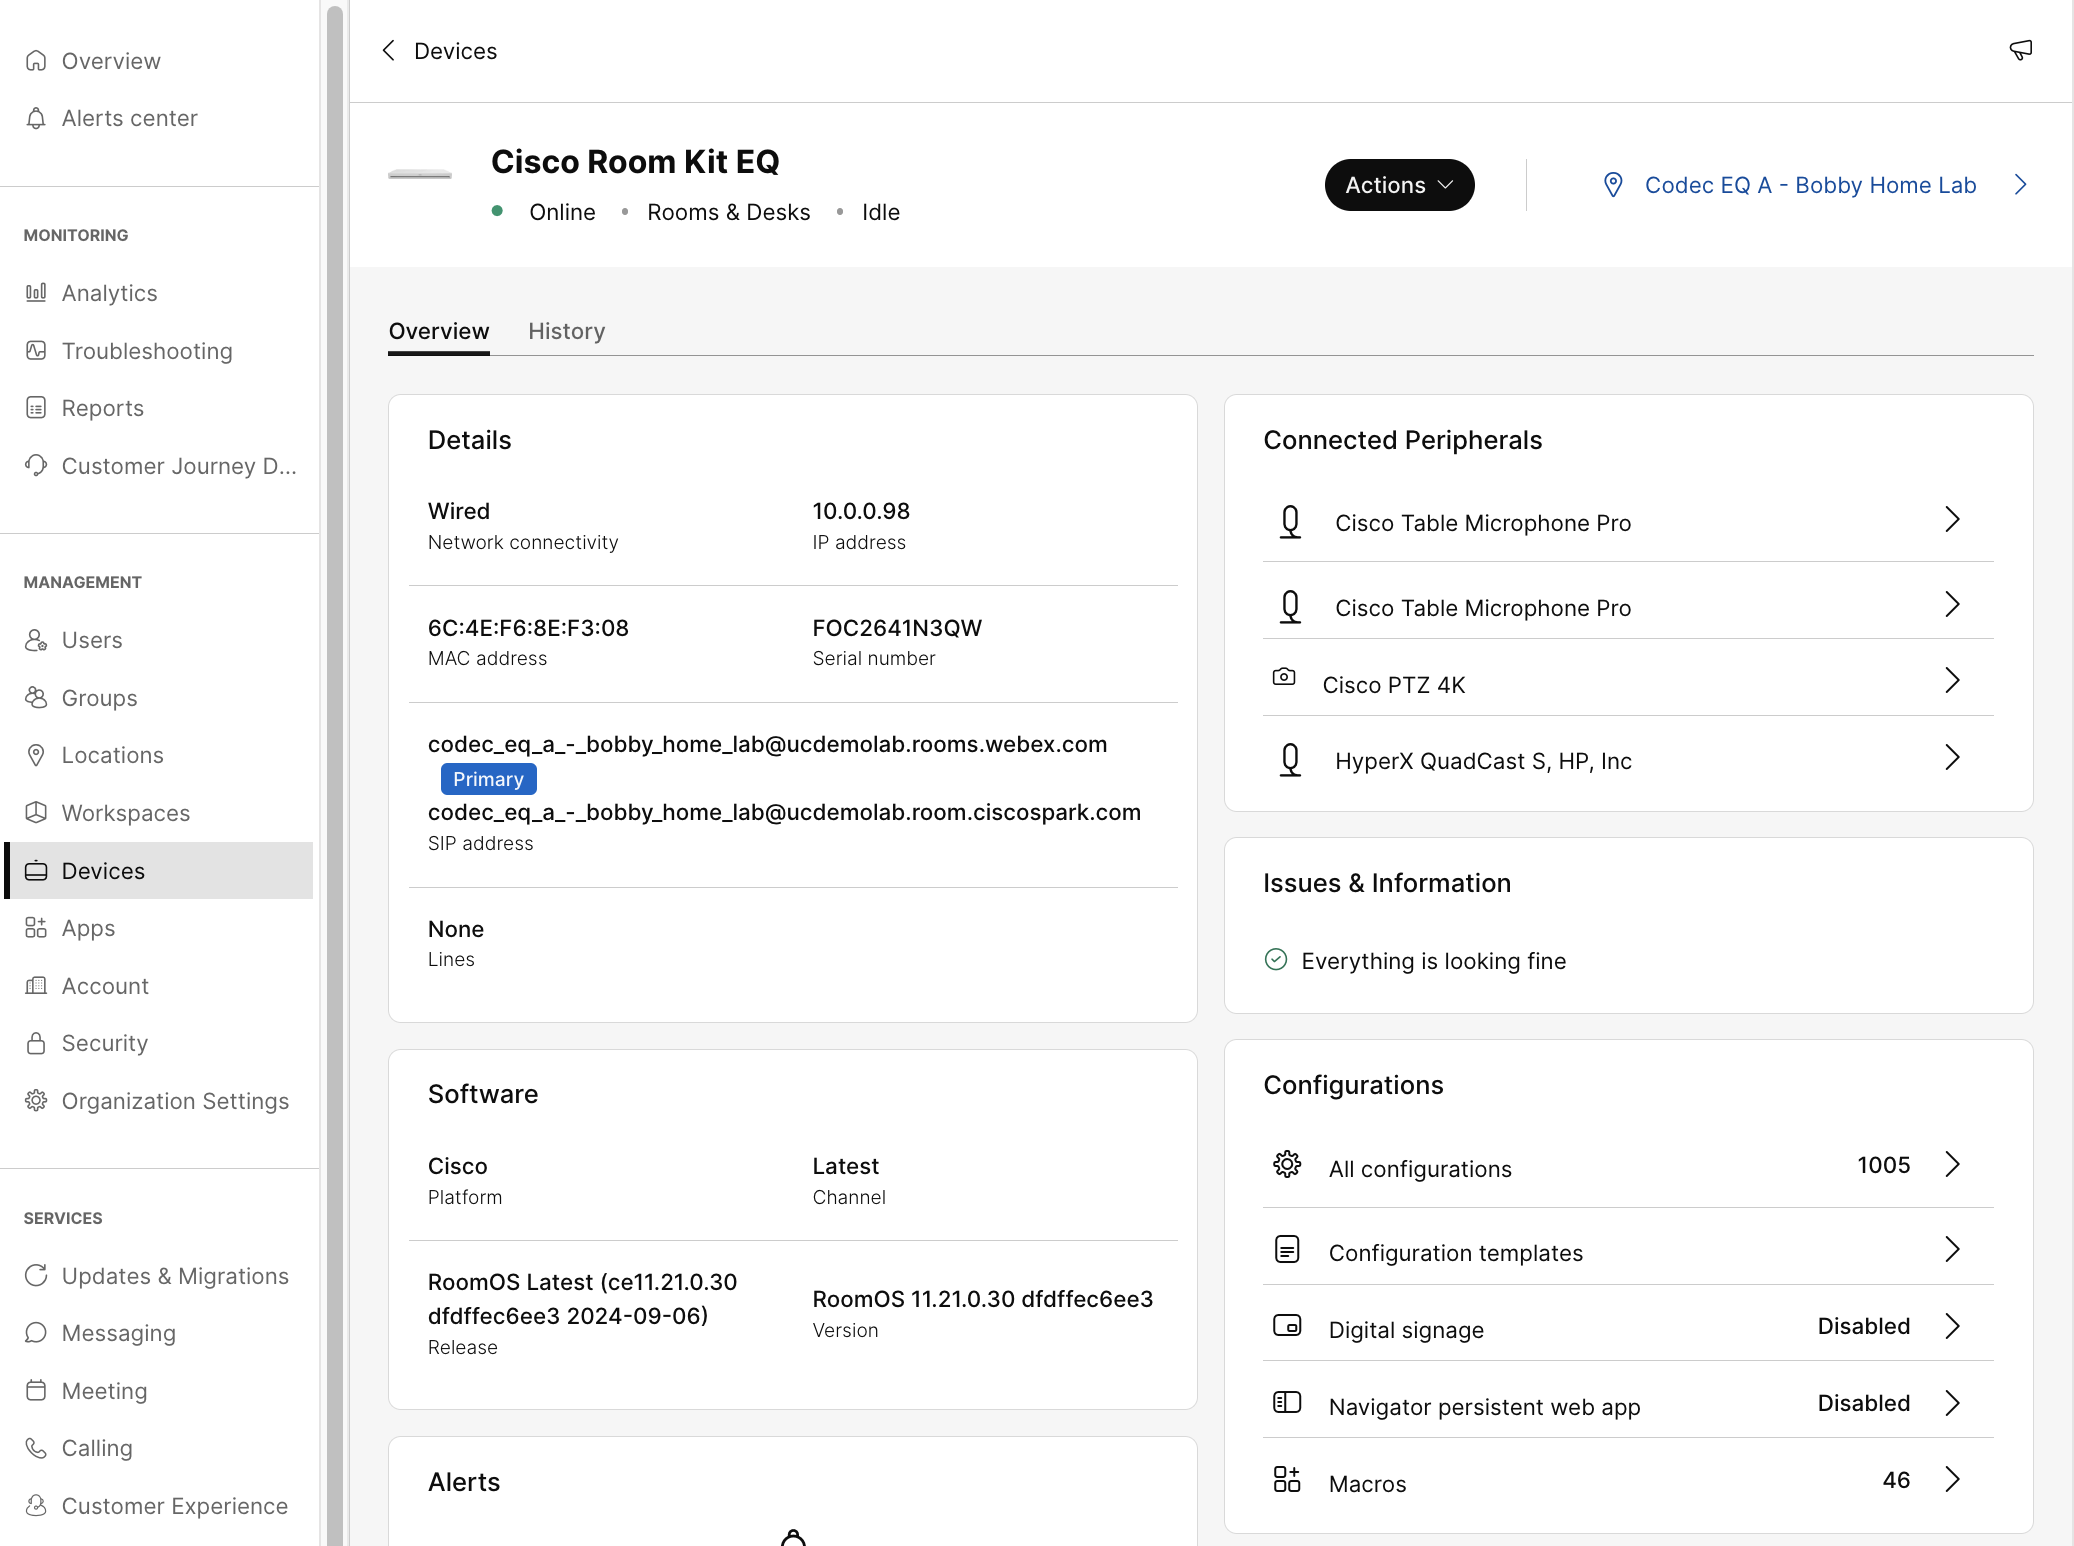 Overview
Alerts center
MONITORING
Analytics
Troubleshooting
Reports
Customer Journey D...
MANAGEMENT
Users
Groups
Locations
Workspaces
Devices
Apps
Account
Security
Organization Settings
SERVICES
Updates & Migrations
Messaging
Meeting
Calling
Customer Experience
Devices
Cisco Room Kit EQ
Online • Rooms & Desks • Idle
Actions
Codec EQ A - Bobby Home Lab
Overview History
Details
Wired
Network connectivity
10.0.0.98
IP address
6C:4E:F6:8E:F3:08
MAC address
FOC2641N3QW
Serial number
codec_eq_a_-_bobby_home_lab@ucdemolab.rooms.webex.com
Primary
codec_eq_a_-_bobby_home_lab@ucdemolab.room.ciscospark.com
SIP address
None
Lines
Software
Cisco
Platform
Latest
Channel
RoomOS Latest (ce11.21.0.30
dfdffec6ee3 2024-09-06)
Release
RoomOS 11.21.0.30 dfdffec6ee3
Version
Alerts
Connected Peripherals
Cisco Table Microphone Pro
Cisco Table Microphone Pro
Cisco PTZ 4K
HyperX QuadCast S, HP, Inc
Issues & Information
Everything is looking fine
Configurations
All configurations 1005
Configuration templates
Digital signage Disabled
Navigator persistent web app Disabled
Macros 46